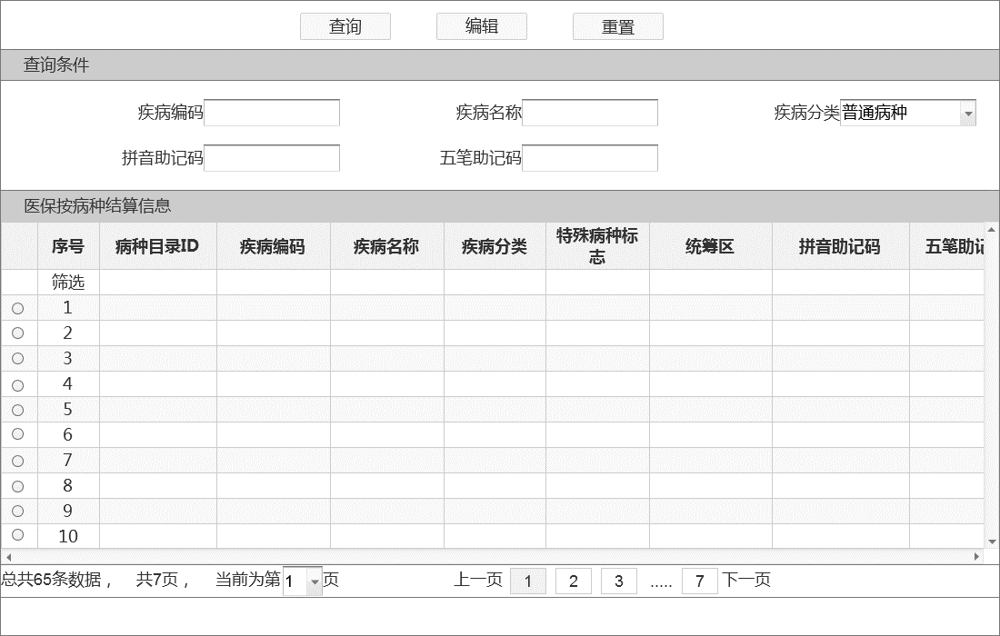 查询 编辑 重置
查询条件
疾病编码 疾病名称 疾病分类 普通病种
拼音助记码 五笔助记码
医保按病种结算信息
序号 病种目录ID 疾病编码 疾病名称 疾病分类 特殊病种标志 统筹区 拼音助记码 五笔助记
筛选
1
2
3
4
5
6
7
8
9
10
总共65条数据， 共7页， 当前为第 1 页 上一页 1 2 3 ..... 7 下一页